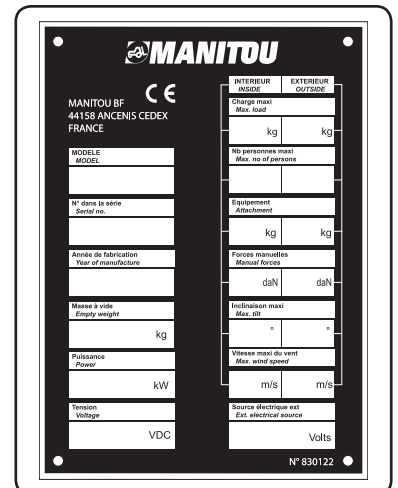 MANITOU
CE
MANITOU BF
44158 ANCENIS CEDEX
FRANCE
MODELE
MODEL
N° dans la série
Serial no.
Année de fabrication
Year of manufacture
Masse à vide
Empty weight
kg
Puissance
Power
kW
Tension
Voltage
VDC
INTERIEUR EXTERIEUR
INSIDE OUTSIDE
Charge maxi
Max. load
kg kg
Nb personnes maxi
Max. no of persons
Equipement
Attachment
kg kg
Forces manuelles
Manual forces
daN daN
Inclinaison maxi
Max. tilt
° °
Vitesse maxi du vent
Max. wind speed
m/s m/s
Source électrique ext
Ext. electrical source
Volts
N° 830122